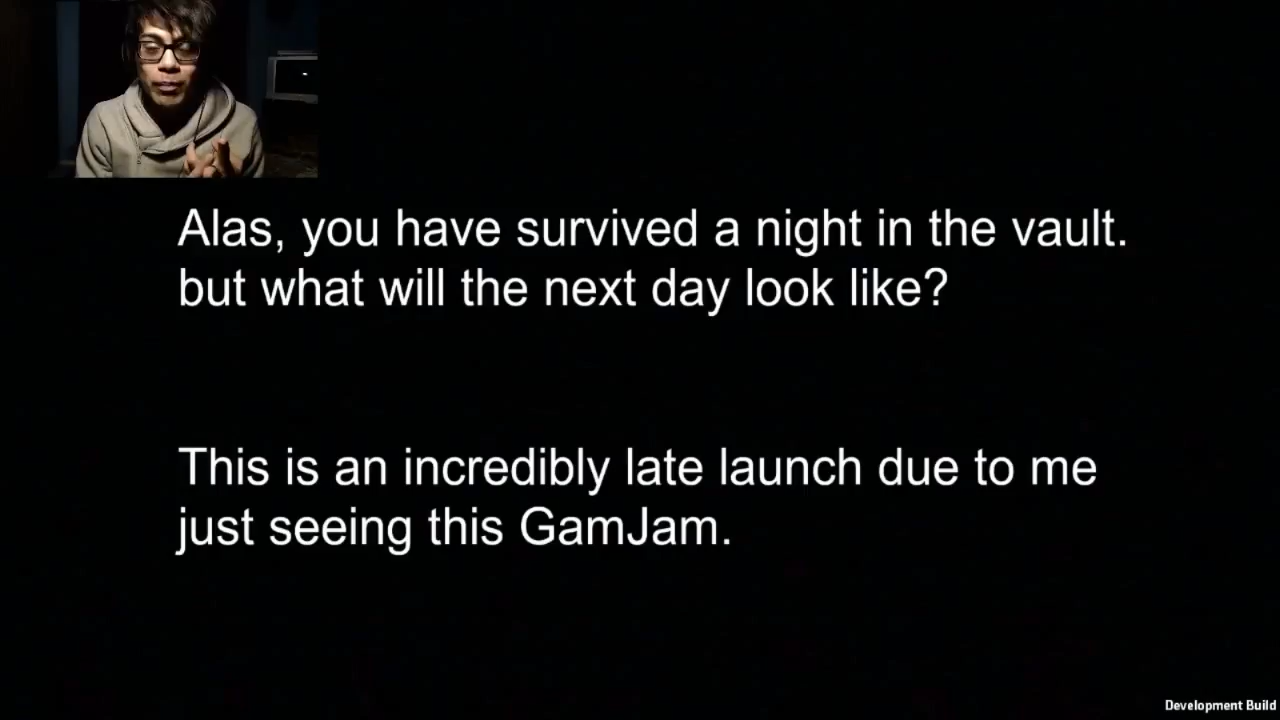 Alas, you have survived a night in the vault.
but what will the next day look like?
This is an incredibly late launch due to me
just seeing this GamJam.
Development Build